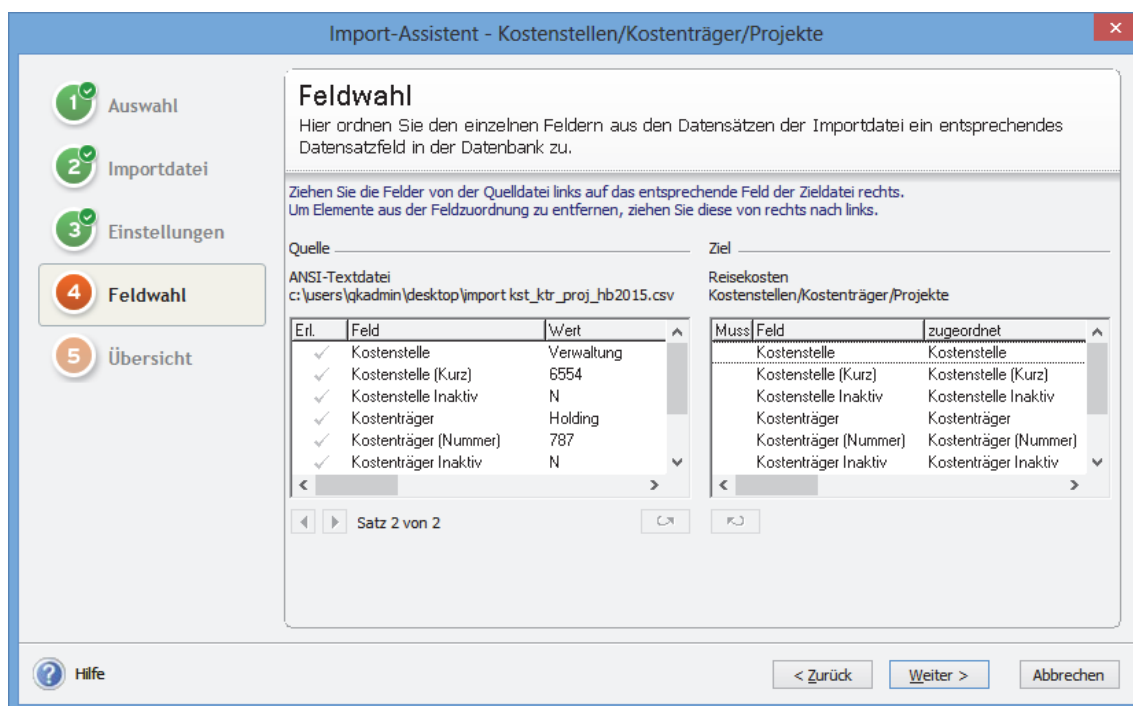 Import-Assistent - Kostenstellen/Kostenträger/Projekte
1 Auswahl
2 Importdatei
3 Einstellungen
4 Feldwahl
5 Übersicht
Feldwahl
Hier ordnen Sie den einzelnen Feldern aus den Datensätzen der Importdatei ein entsprechendes
Datensatzfeld in der Datenbank zu.
Ziehen Sie die Felder von der Quelldatei links auf das entsprechende Feld der Zieldatei rechts.
Um Elemente aus der Feldzuordnung zu entfernen, ziehen Sie diese von rechts nach links.
Quelle
ANSI-Textdatei
c:\users\qkadmin\desktop\import kst_ktr_proj_hb2015.csv
Erl. Feld Wert
Kostenstelle Verwaltung
Kostenstelle (Kurz) 6554
Kostenstelle Inaktiv N
Kostenträger Holding
Kostenträger (Nummer) 787
Kostenträger Inaktiv N
Satz 2 von 2
Ziel
Reisekosten
Kostenstellen/Kostenträger/Projekte
Muss Feld zugeordnet
Kostenstelle Kostenstelle
Kostenstelle (Kurz) Kostenstelle (Kurz)
Kostenstelle Inaktiv Kostenstelle Inaktiv
Kostenträger Kostenträger
Kostenträger (Nummer) Kostenträger (Nummer)
Kostenträger Inaktiv Kostenträger Inaktiv
? Hilfe
< Zurück Weiter > Abbrechen